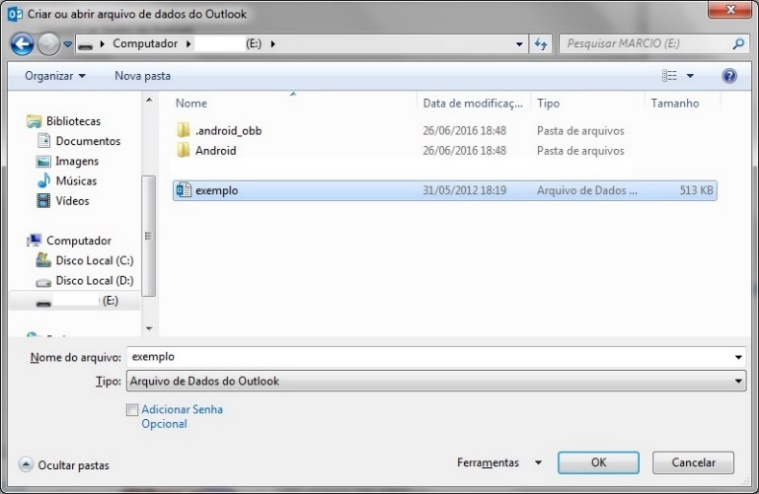 Criar ou abrir arquivo de dados do Outlook
Computador (E:)
Pesquisar MARCIO (E:)
Organizar Nova pasta
Nome Data de modificaç... Tipo Tamanho
Bibliotecas
Documentos
Imagens
Músicas
Vídeos
Computador
Disco Local (C:)
Disco Local (D:)
(E:)
.android_obb 26/06/2016 18:48 Pasta de arquivos
Android 26/06/2016 18:48 Pasta de arquivos
exemplo 31/05/2012 18:19 Arquivo de Dados ... 513 KB
Nome do arquivo: exemplo
Tipo: Arquivo de Dados do Outlook
Adicionar Senha
Opcional
Ocultar pastas
Ferramentas OK Cancelar